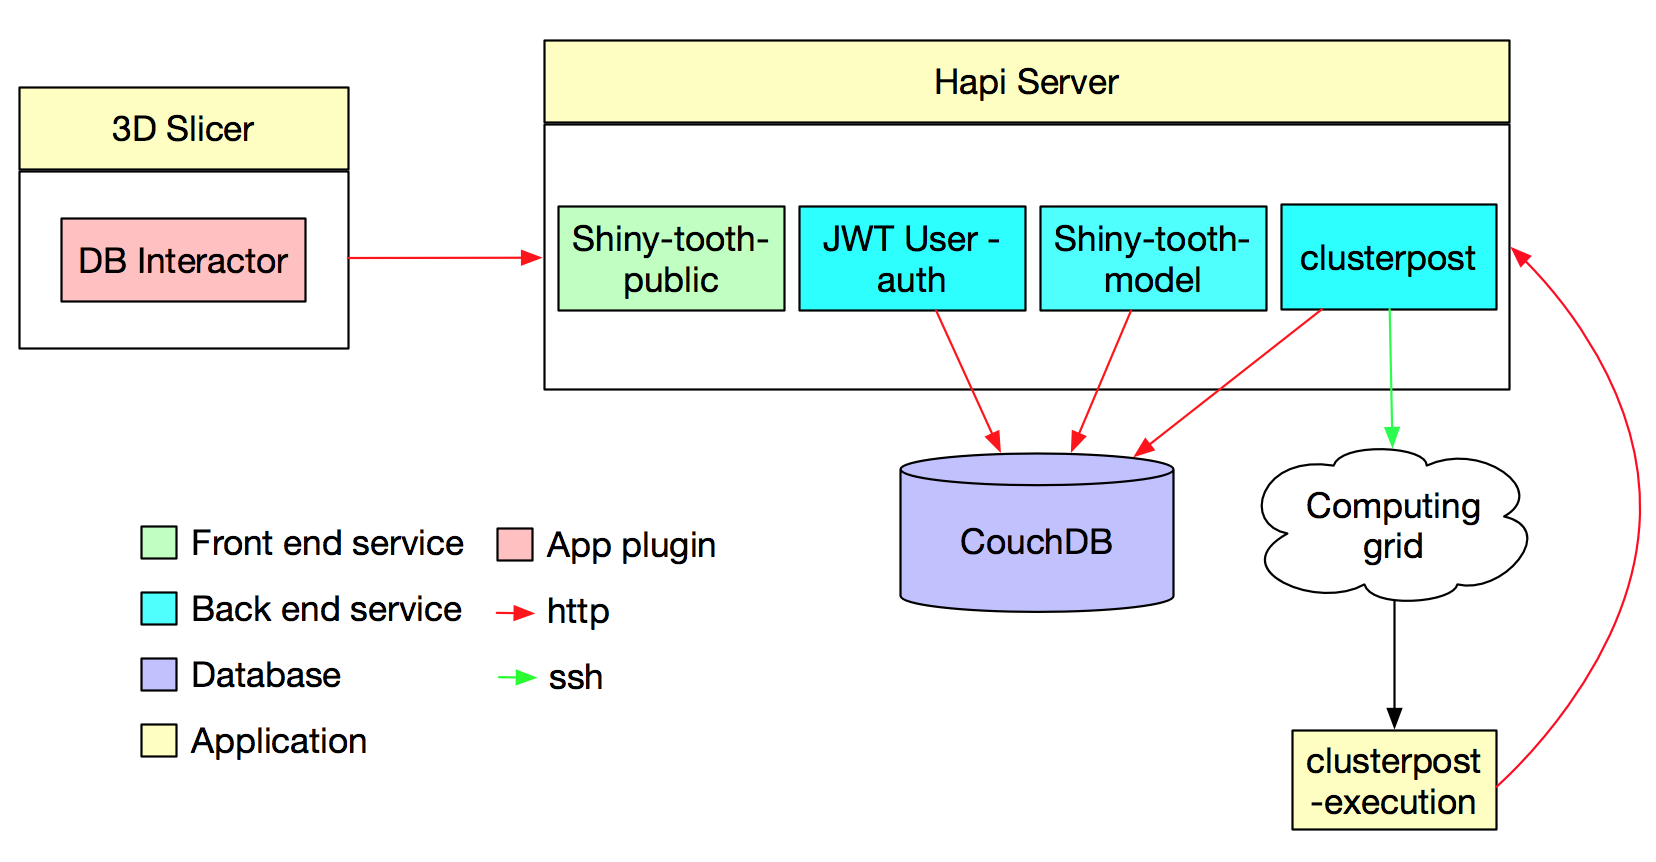 Hapi Server
3D Slicer
DB Interactor
Shiny-tooth-
public
JWT User -
auth
Shiny-tooth-
model
clusterpost
CouchDB
Computing
grid
clusterpost
-execution
Front end service
Back end service
Database
Application
App plugin
http
ssh